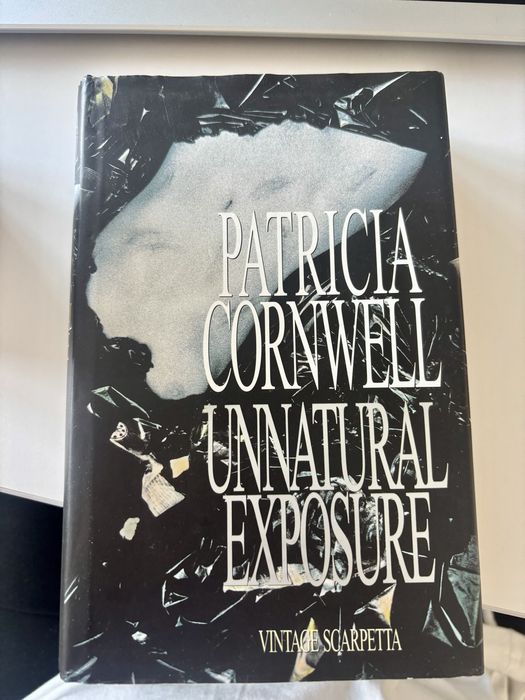 PATRICIA
CORNWELL
UNNATURAL
EXPOSURE
VINTAGE SCARPETTA